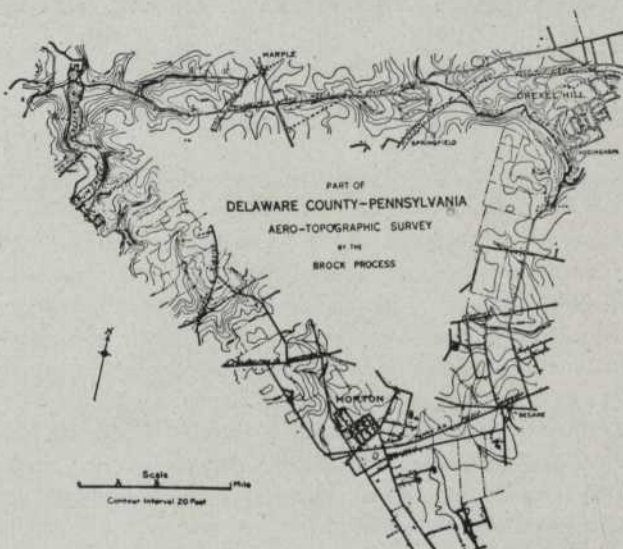 MARPLE
DREXEL HILL
SPRINGFIELD
PART OF
DELAWARE COUNTY-PENNSYLVANIA
AERO-TOPOGRAPHIC SURVEY
BY THE
BROCK PROCESS
N
MORTON
Scale
Mile
Contour Interval 20 Feet